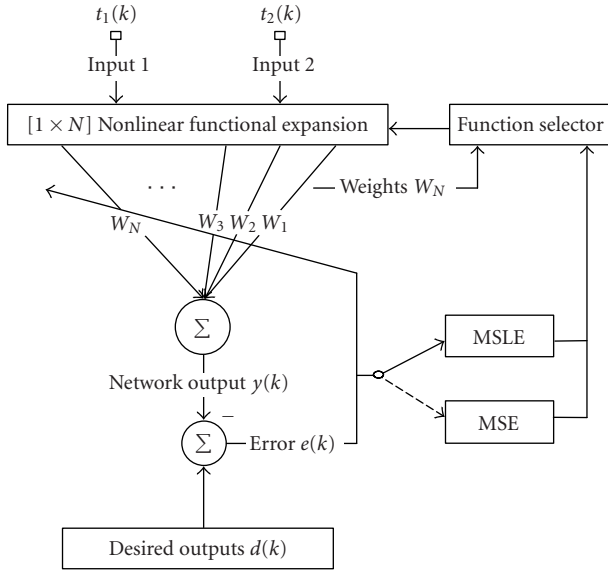 t₁(k) t₂(k)
Input 1 Input 2
[1 × N] Nonlinear functional expansion Function selector
· · · Weights W_N
W_N W₃ W₂ W₁
Σ
MSLE
Network output y(k)
−
MSE
Σ Error e(k)
Desired outputs d(k)